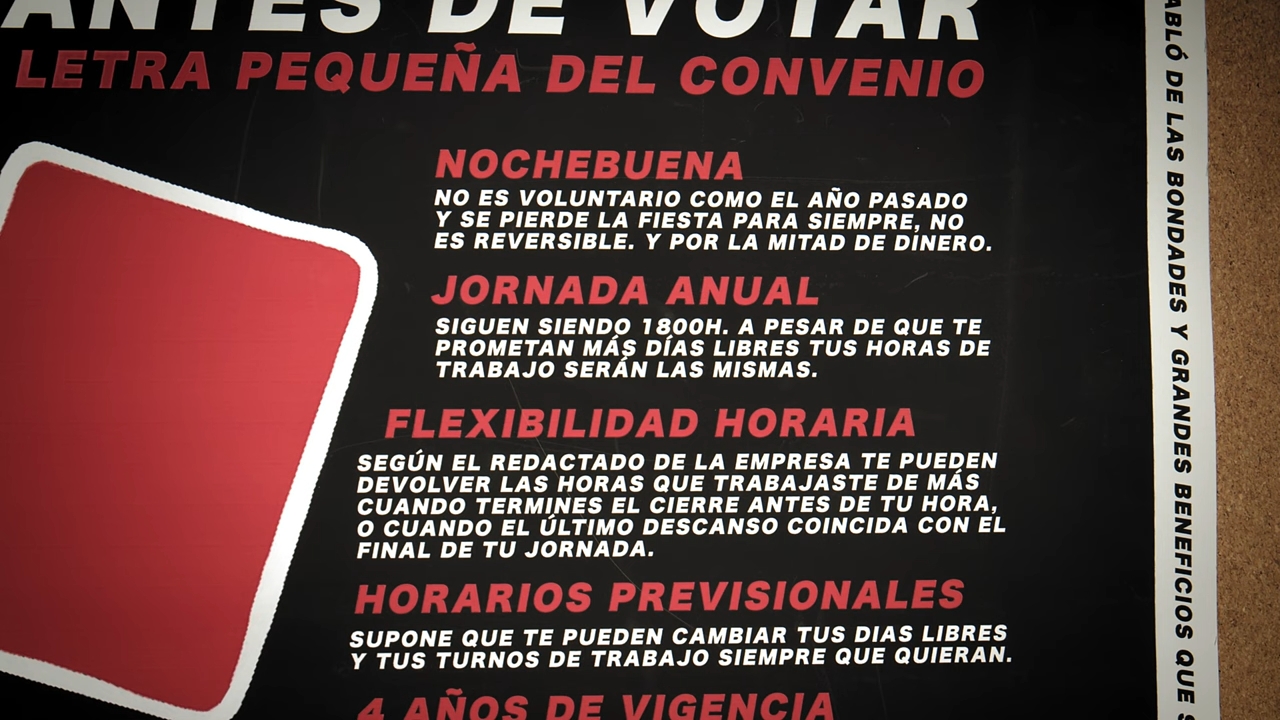 ANTES DE VOTAR
LETRA PEQUEÑA DEL CONVENIO
NOCHEBUENA
NO ES VOLUNTARIO COMO EL AÑO PASADO
Y SE PIERDE LA FIESTA PARA SIEMPRE, NO
ES REVERSIBLE. Y POR LA MITAD DE DINERO.
JORNADA ANUAL
SIGUEN SIENDO 1800H. A PESAR DE QUE TE
PROMETAN MÁS DÍAS LIBRES TUS HORAS DE
TRABAJO SERÁN LAS MISMAS.
FLEXIBILIDAD HORARIA
SEGÚN EL REDACTADO DE LA EMPRESA TE PUEDEN
DEVOLVER LAS HORAS QUE TRABAJASTE DE MÁS
CUANDO TERMINES EL CIERRE ANTES DE TU HORA,
O CUANDO EL ÚLTIMO DESCANSO COINCIDA CON EL
FINAL DE TU JORNADA.
HORARIOS PREVISIONALES
SUPONE QUE TE PUEDEN CAMBIAR TUS DIAS LIBRES
Y TUS TURNOS DE TRABAJO SIEMPRE QUE QUIERAN.
4 AÑOS DE VIGENCIA
DE LAS BONDADES Y GRANDES BENEFICIOS QUE